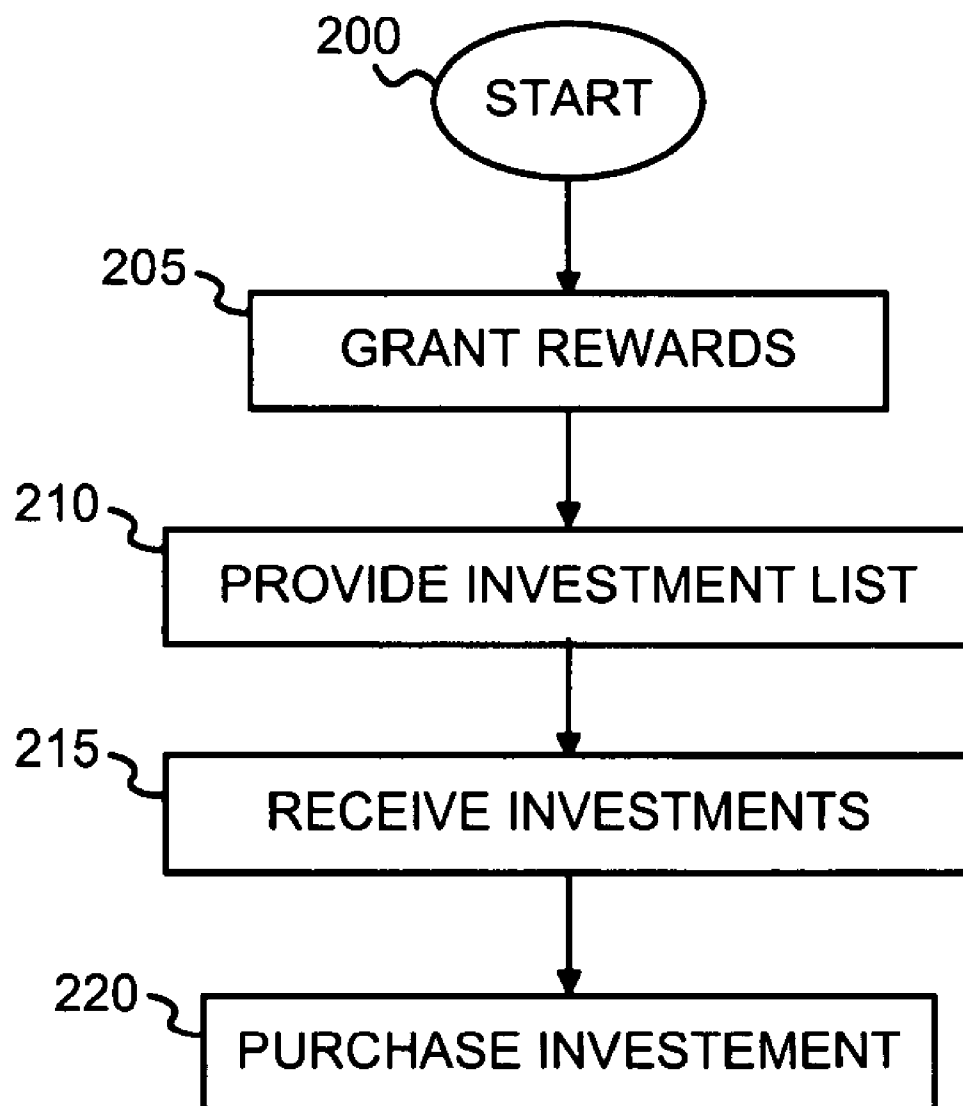 200
START
205
GRANT REWARDS
210
PROVIDE INVESTMENT LIST
215
RECEIVE INVESTMENTS
220
PURCHASE INVESTEMENT